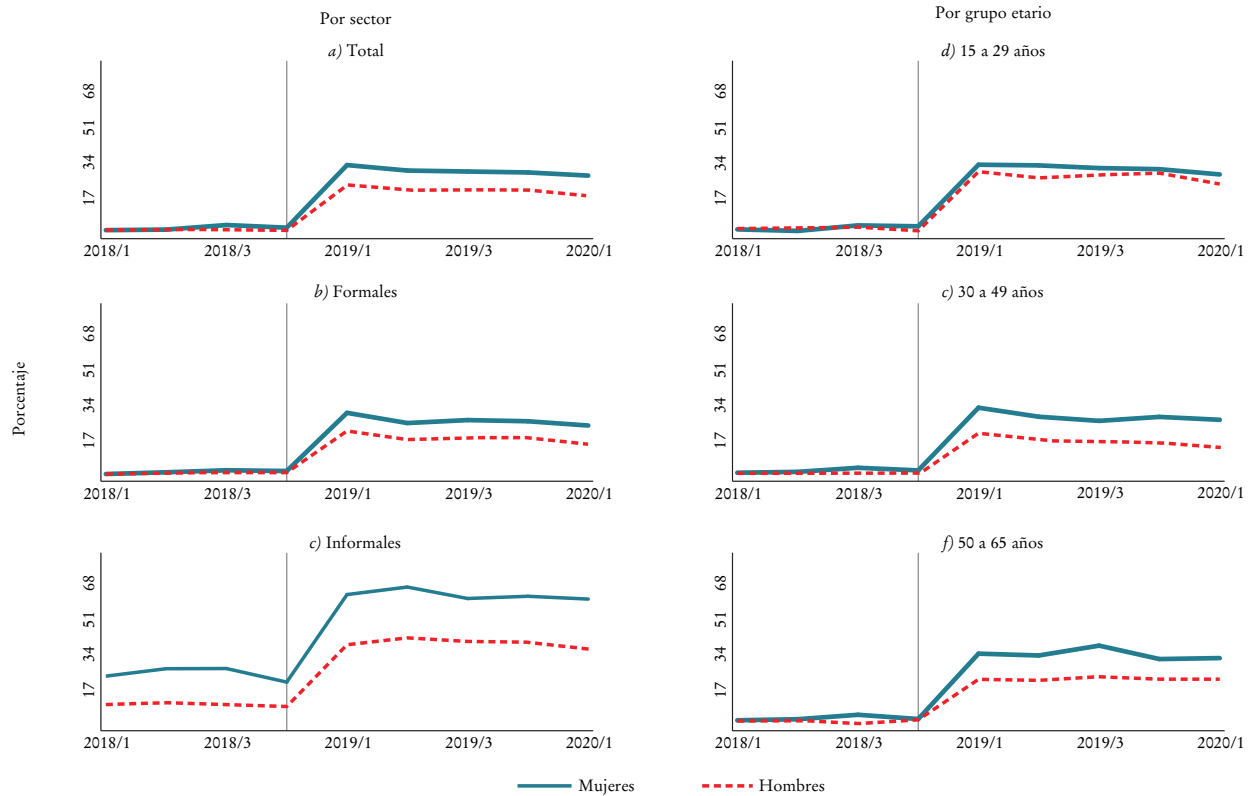 Por sector
Por grupo etario
a) Total
68
51
34
17
2018/1 2018/3 2019/1 2019/3 2020/1
d) 15 a 29 años
68
51
34
17
2018/1 2018/3 2019/1 2019/3 2020/1
Porcentaje
b) Formales
68
51
34
17
2018/1 2018/3 2019/1 2019/3 2020/1
c) 30 a 49 años
68
51
34
17
2018/1 2018/3 2019/1 2019/3 2020/1
c) Informales
68
51
34
17
2018/1 2018/3 2019/1 2019/3 2020/1
f) 50 a 65 años
68
51
34
17
2018/1 2018/3 2019/1 2019/3 2020/1
Mujeres Hombres